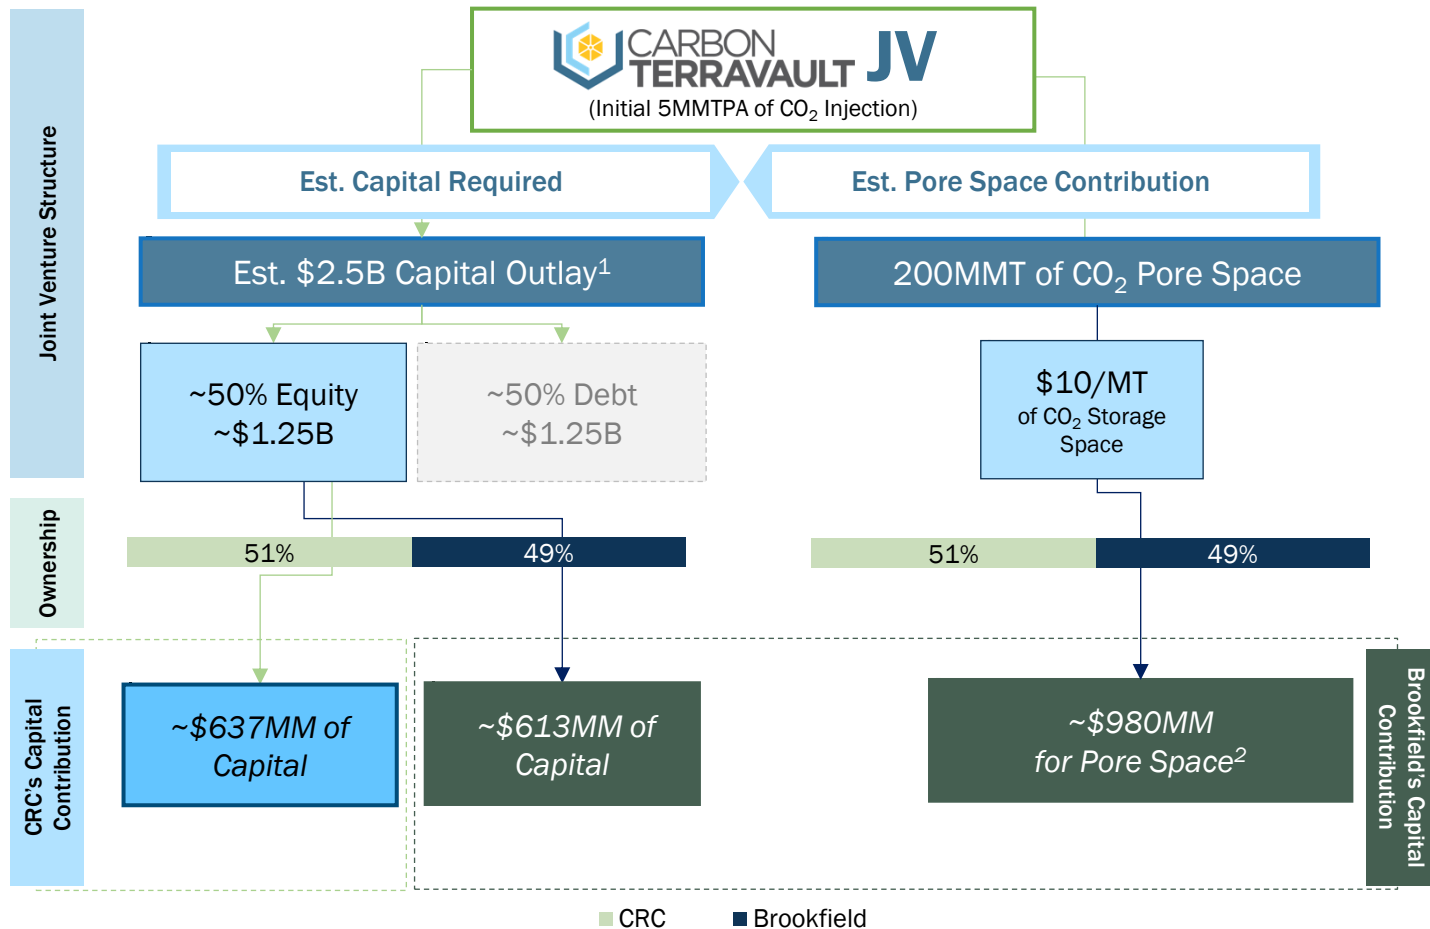 CARBON
TERRAVAULT JV
(Initial 5MMTPA of CO₂ Injection)
Joint Venture Structure
Est. Capital Required
Est. Pore Space Contribution
Est. $2.5B Capital Outlay¹
200MMT of CO₂ Pore Space
~50% Equity
~$1.25B
~50% Debt
~$1.25B
$10/MT
of CO₂ Storage
Space
Ownership
51%
49%
51%
49%
CRC's Capital
Contribution
~$637MM of
Capital
~$613MM of
Capital
~$980MM
for Pore Space²
Brookfield's Capital
Contribution
CRC
Brookfield